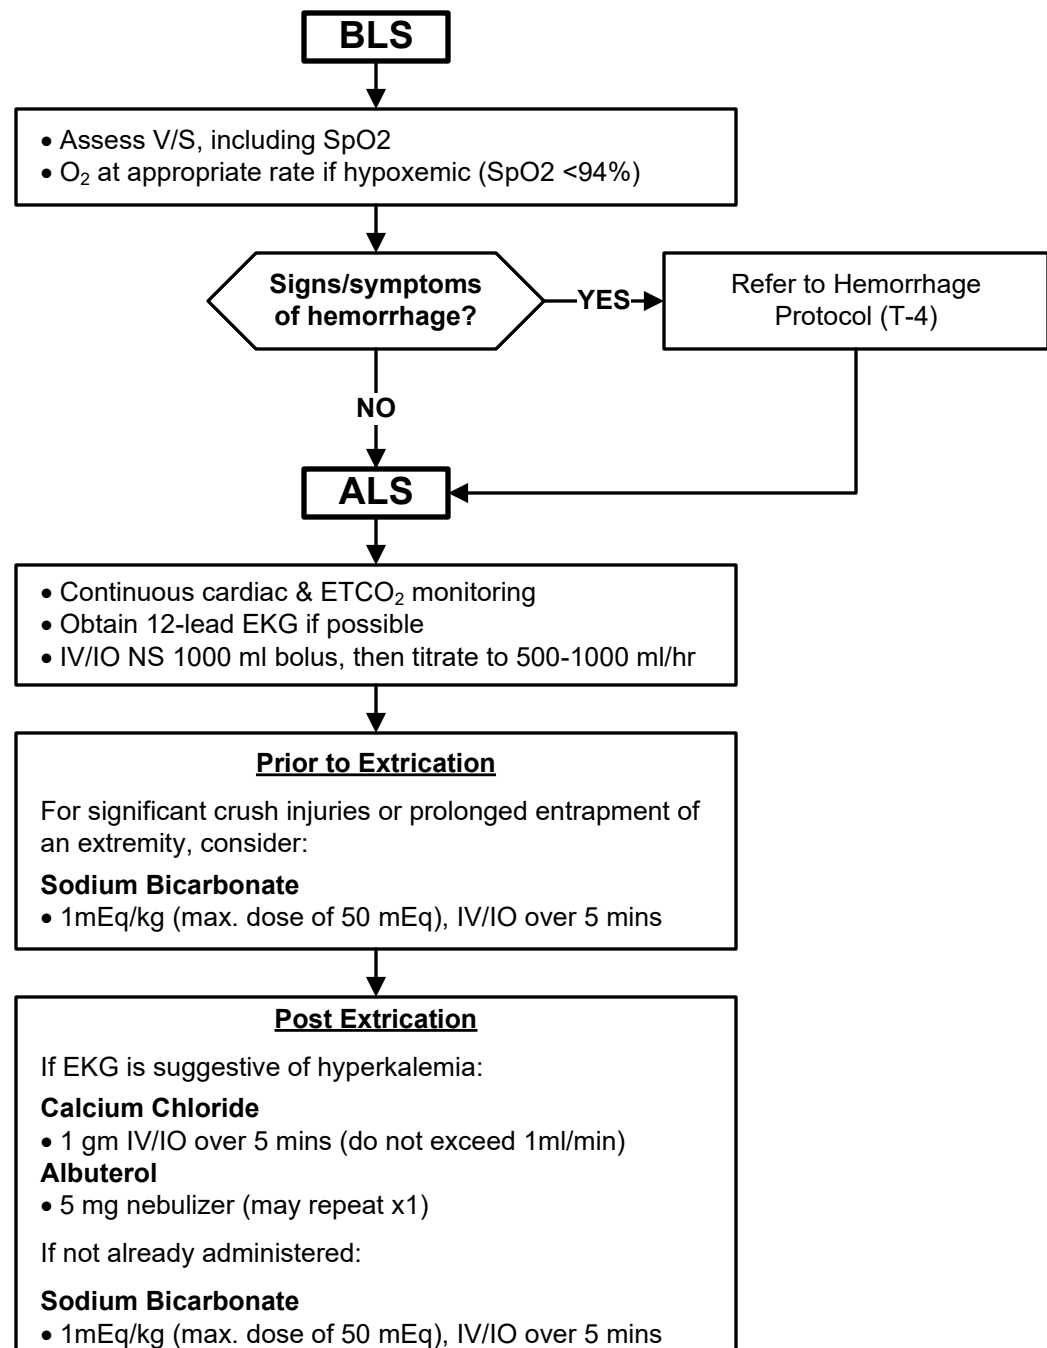 BLS
• Assess V/S, including SpO2
• O₂ at appropriate rate if hypoxemic (SpO2 <94%)
Signs/symptoms
of hemorrhage?
YES
Refer to Hemorrhage
Protocol (T-4)
NO
ALS
• Continuous cardiac & ETCO₂ monitoring
• Obtain 12-lead EKG if possible
• IV/IO NS 1000 ml bolus, then titrate to 500-1000 ml/hr
Prior to Extrication
For significant crush injuries or prolonged entrapment of
an extremity, consider:
Sodium Bicarbonate
• 1mEq/kg (max. dose of 50 mEq), IV/IO over 5 mins
Post Extrication
If EKG is suggestive of hyperkalemia:
Calcium Chloride
• 1 gm IV/IO over 5 mins (do not exceed 1ml/min)
Albuterol
• 5 mg nebulizer (may repeat x1)
If not already administered:
Sodium Bicarbonate
• 1mEq/kg (max. dose of 50 mEq), IV/IO over 5 mins